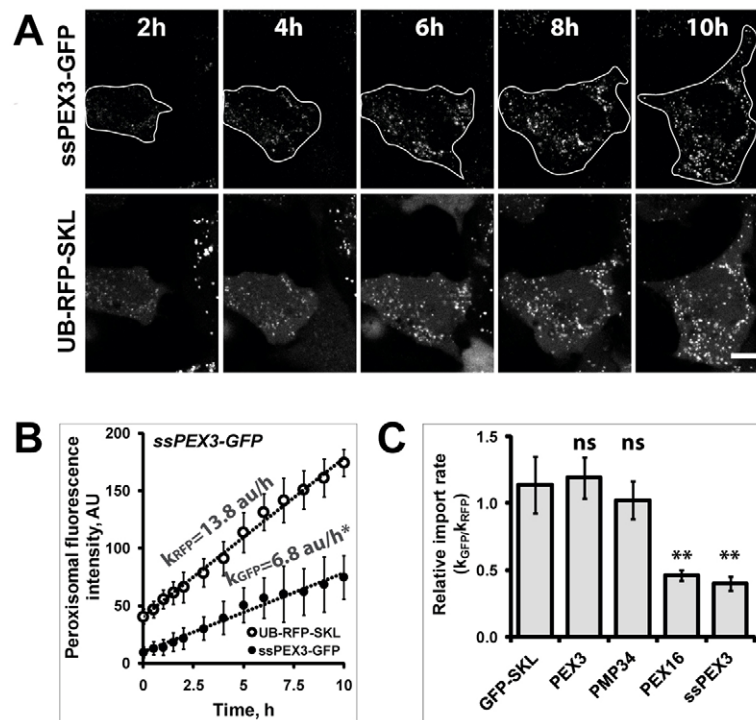 A
2h 4h 6h 8h 10h
ssPEX3-GFP
UB-RFP-SKL
B
ssPEX3-GFP
Peroxisomal fluorescence
intensity, AU
200
150
100
50
0
kRFP=13.8 au/h
kGFP=6.8 au/h*
UB-RFP-SKL
ssPEX3-GFP
0 2.5 5 7.5 10
Time, h
C
Relative import rate
(kGFP/kRFP)
1.5
1.0
0.5
0.0
ns ns
** **
GFP-SKL PEX3 PMP34 PEX16 ssPEX3